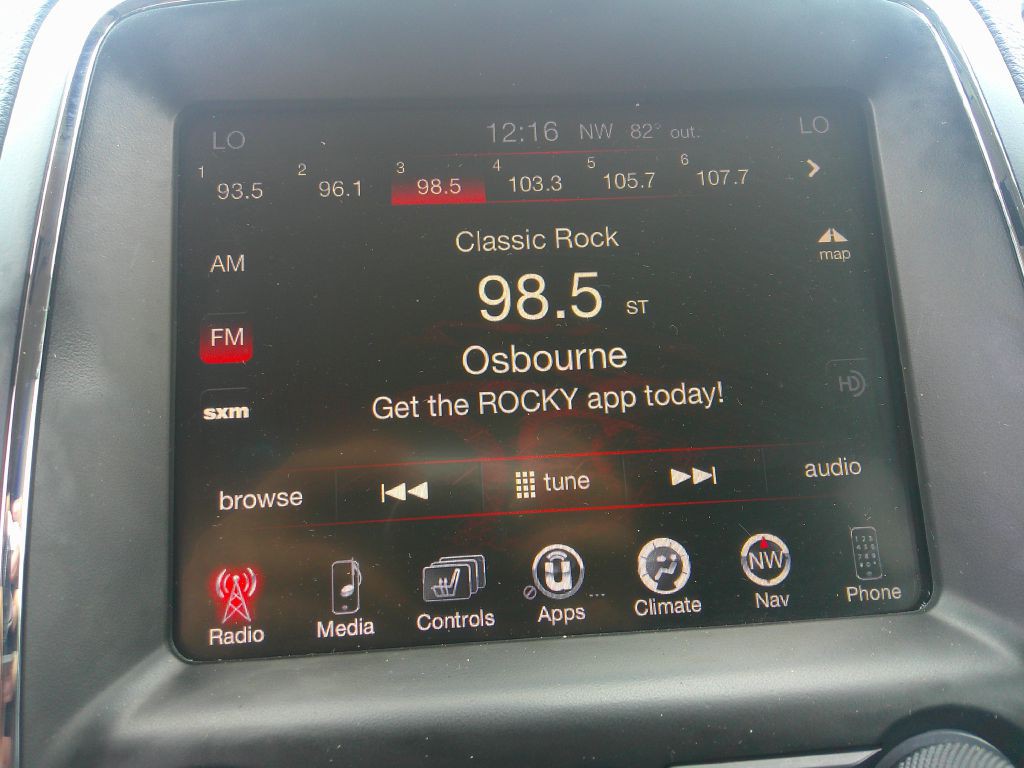 LO 12:16 NW 82° out. LO
1 93.5 2 96.1 3 98.5 4 103.3 5 105.7 6 107.7
Classic Rock
map
AM
98.5 ST
FM
Osbourne
HD
Get the ROCKY app today!
sxm
browse tune audio
NW
Radio Media Controls Apps Climate Nav Phone